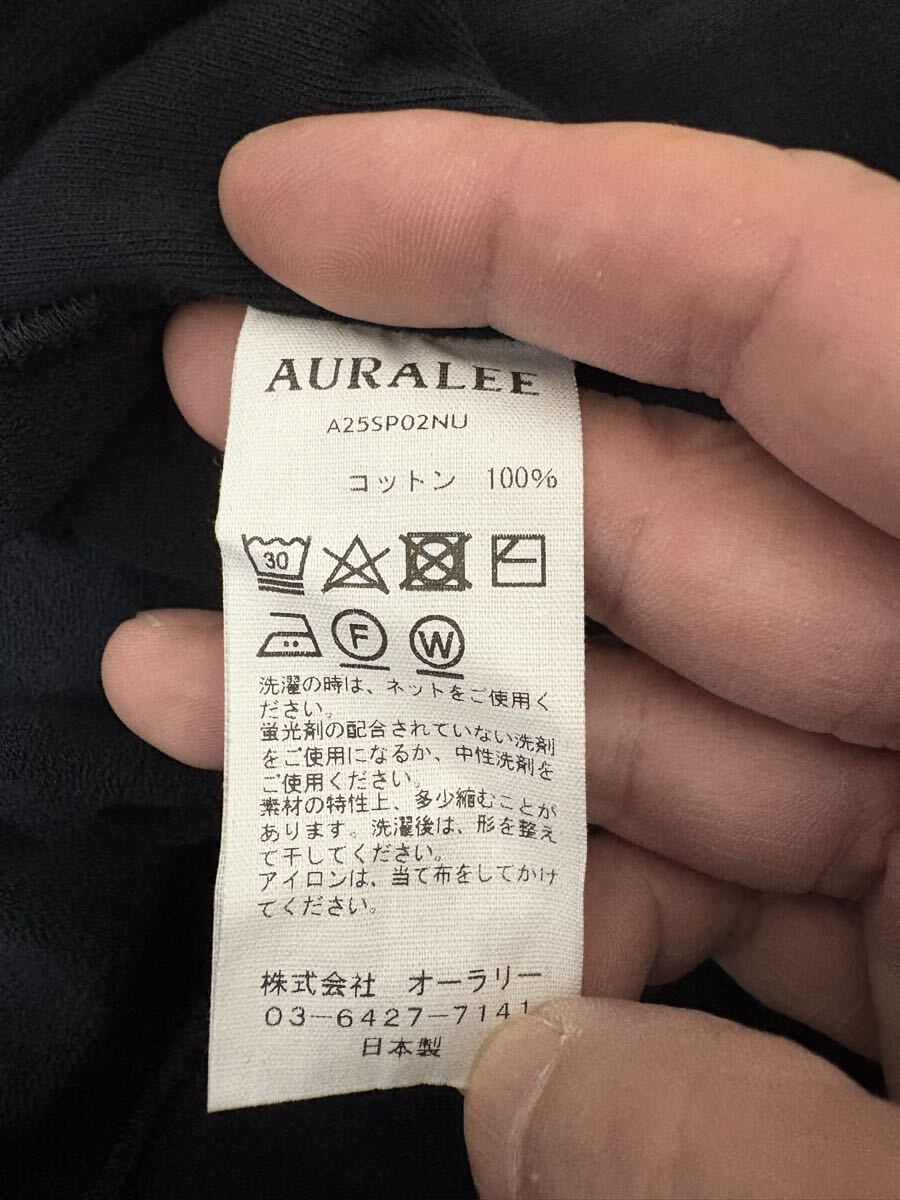 AURALEE
A25SP02NU
コットン 100%
30
F W
洗濯の時は、ネットをご使用く
ださい。
蛍光剤の配合されていない洗剤
をご使用になるか、中性洗剤を
ご使用ください。
素材の特性上、多少縮むことが
あります。洗濯後は、形を整え
て干してください。
アイロンは、当て布をしてかけ
てください。
株式会社 オーラリー
03-6427-7141
日本製